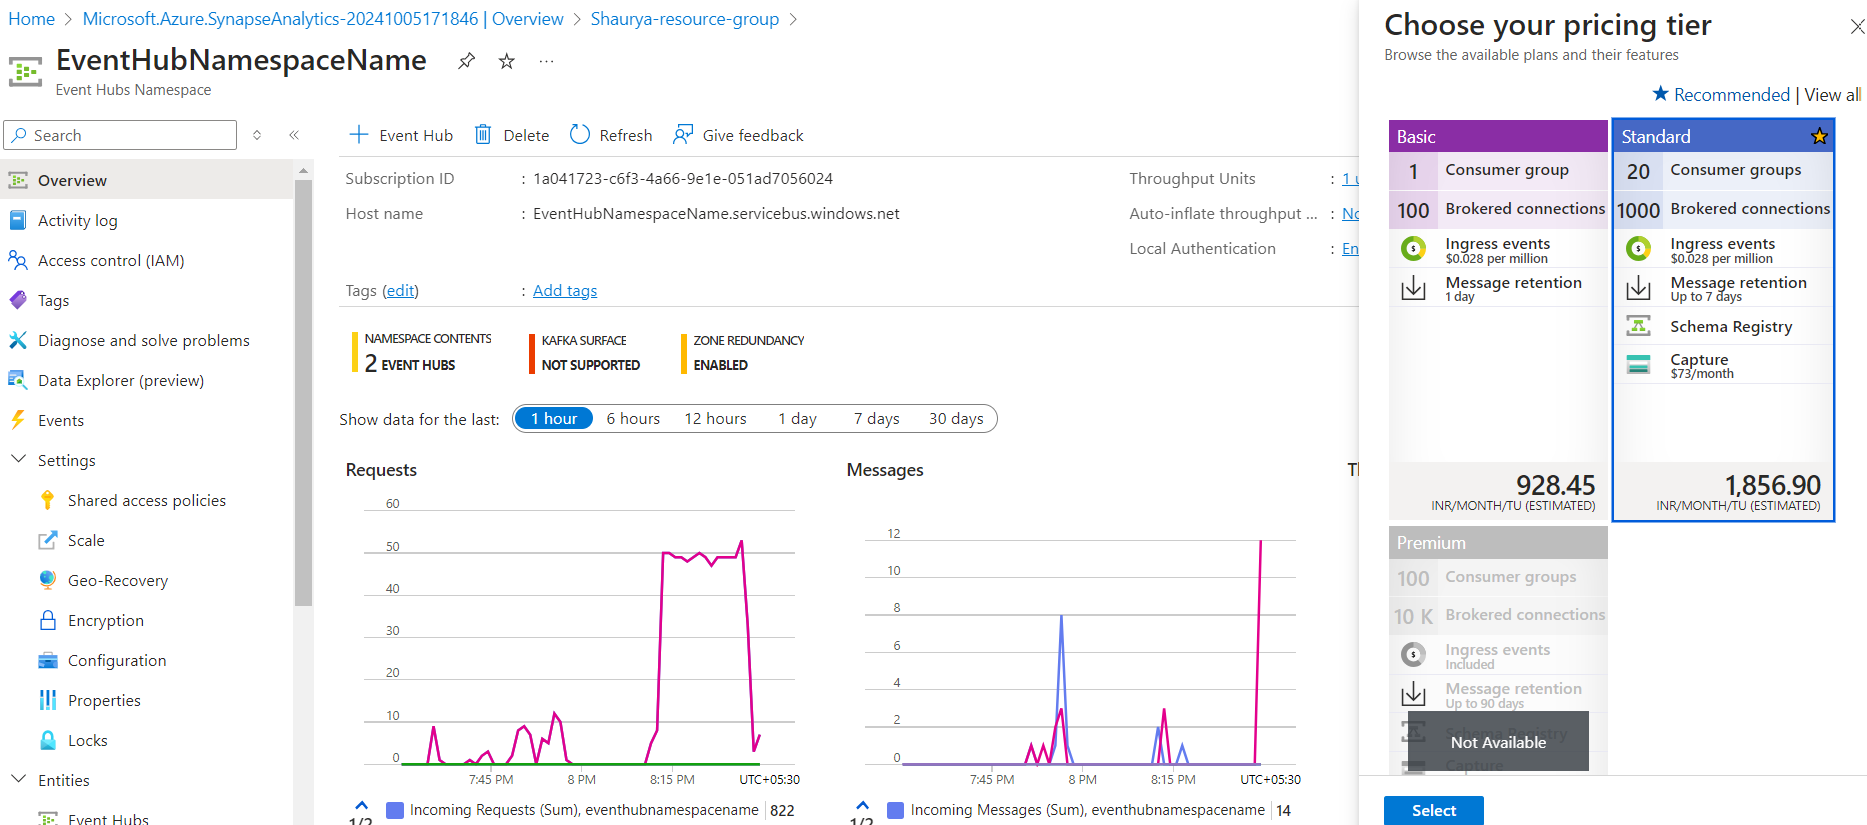 Home > Microsoft.Azure.SynapseAnalytics-20241005171846 | Overview > Shaurya-resource-group >
EventHubNamespaceName
Event Hubs Namespace
Search
Overview
Activity log
Access control (IAM)
Tags
Diagnose and solve problems
Data Explorer (preview)
Events
Settings
Shared access policies
Scale
Geo-Recovery
Encryption
Configuration
Properties
Locks
Entities
Event Hubs
Event Hub Delete Refresh Give feedback
Subscription ID : 1a041723-c6f3-4a66-9e1e-051ad7056024
Host name : EventHubNamespaceName.servicebus.windows.net
Tags (edit) : Add tags
Throughput Units : 1 u
Auto-inflate throughput ... : No
Local Authentication : En
NAMESPACE CONTENTS
2 EVENT HUBS
KAFKA SURFACE
NOT SUPPORTED
ZONE REDUNDANCY
ENABLED
Show data for the last: 1 hour 6 hours 12 hours 1 day 7 days 30 days
Requests
60
50
40
30
20
10
0
7:45 PM 8 PM 8:15 PM UTC+05:30
1/2 Incoming Requests (Sum), eventhubnamespacename 822
Messages
12
10
8
6
4
2
0
7:45 PM 8 PM 8:15 PM UTC+05:30
1/2 Incoming Messages (Sum), eventhubnamespacename 14
Choose your pricing tier
Browse the available plans and their features
Recommended | View all
Basic
1 Consumer group
100 Brokered connections
Ingress events
$0.028 per million
Message retention
1 day
928.45
INR/MONTH/TU (ESTIMATED)
Standard
20 Consumer groups
1000 Brokered connections
Ingress events
$0.028 per million
Message retention
Up to 7 days
Schema Registry
Capture
$73/month
1,856.90
INR/MONTH/TU (ESTIMATED)
Premium
100 Consumer groups
10 K Brokered connections
Ingress events
Included
Message retention
Up to 90 days
Schema Registry
Not Available
Capture
Select